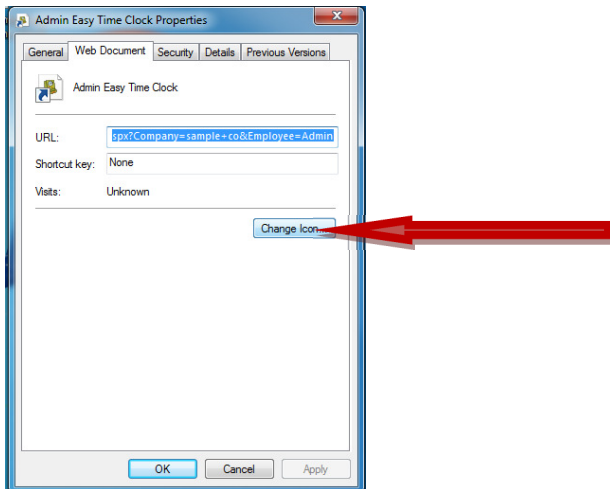 Admin Easy Time Clock Properties
General Web Document Security Details Previous Versions
Admin Easy Time Clock
URL: spx?Company=sample+co&Employee=Admin
Shortcut key: None
Visits: Unknown
Change Icon...
OK Cancel Apply